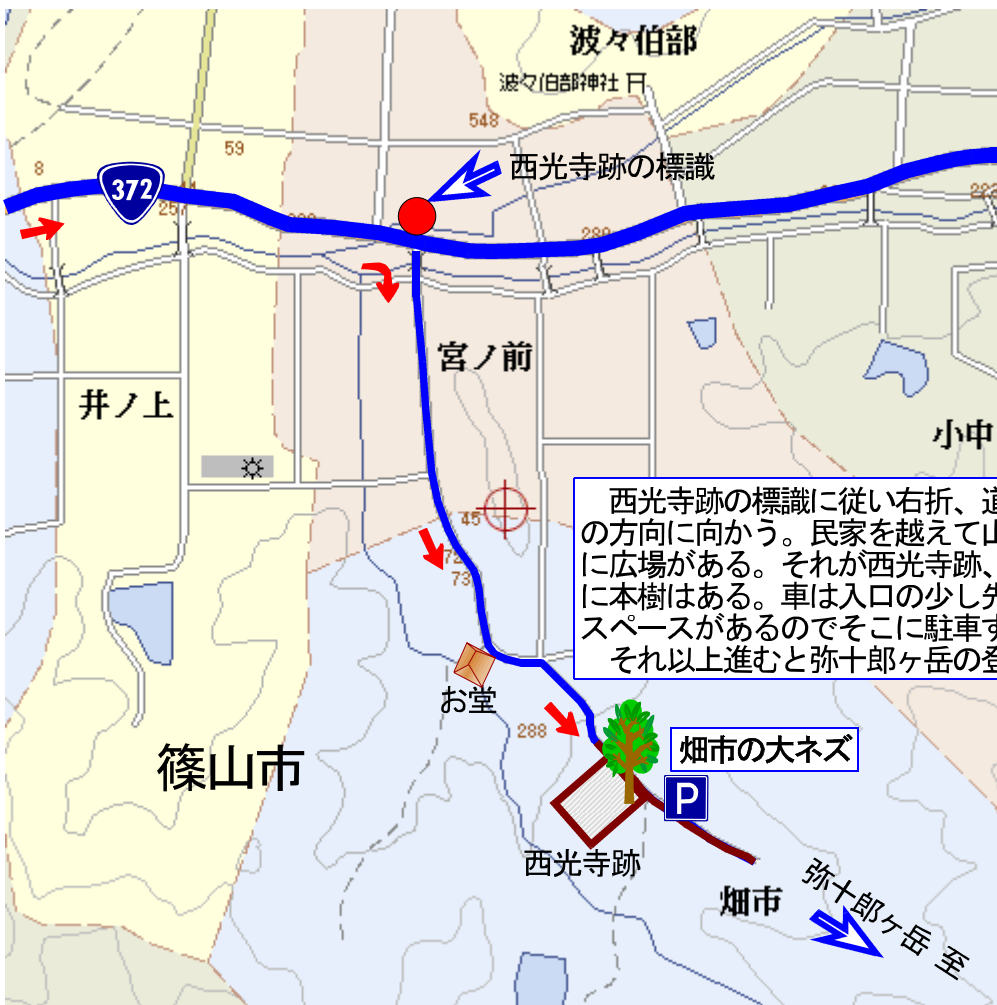 波々伯部
波々伯部神社
548
59
8
西光寺跡の標識
372
257
223
289
宮ノ前
井ノ上
小中
45
73
西光寺跡の標識に従い右折、道
の方向に向かう。民家を越えて山
に広場がある。それが西光寺跡、
に本樹はある。車は入口の少し先
スペースがあるのでそこに駐車す
それ以上進むと弥十郎ヶ岳の登
お堂
288
畑市の大ネズ
P
篠山市
西光寺跡
畑市
弥十郎ヶ岳 至